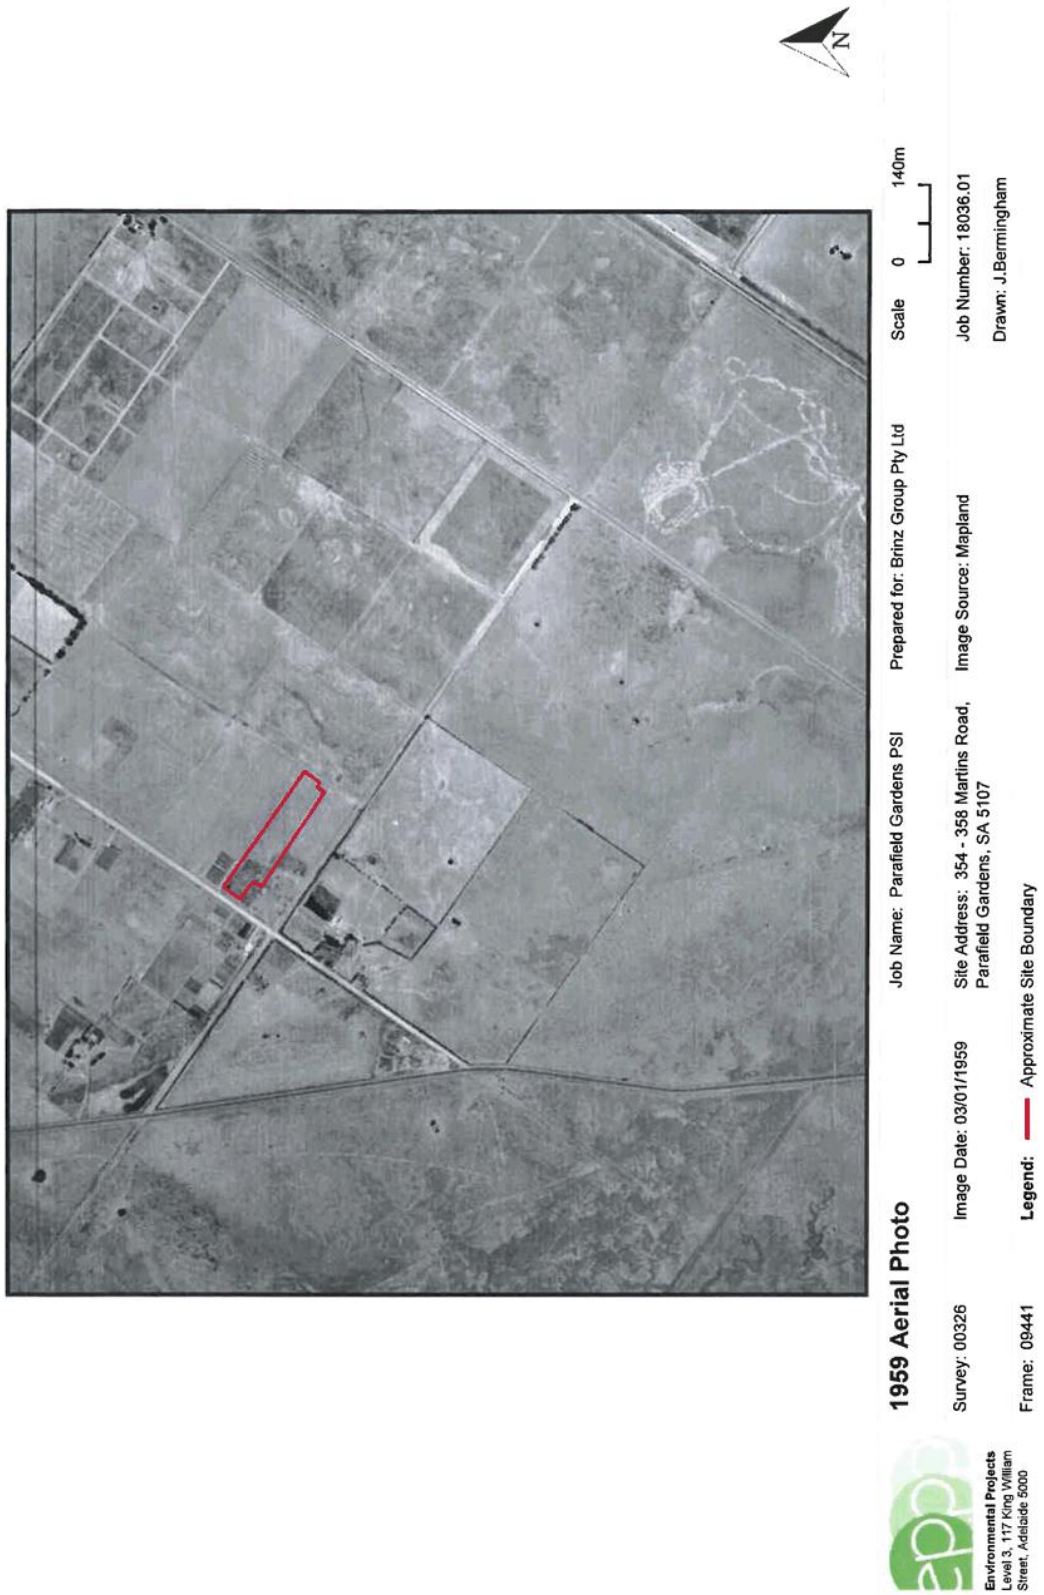 N
1959 Aerial Photo
Job Name: Parafield Gardens PSI
Prepared for: Brinz Group Pty Ltd
Scale
0
140m
Survey: 00326
Image Date: 03/01/1959
Site Address: 354 - 358 Martins Road,
Parafield Gardens, SA 5107
Image Source: Mapland
Job Number: 18036.01
Drawn: J.Bermingham
Frame: 09441
Legend:
Approximate Site Boundary
Environmental Projects
Level 3, 117 King William
Street, Adelaide 5000